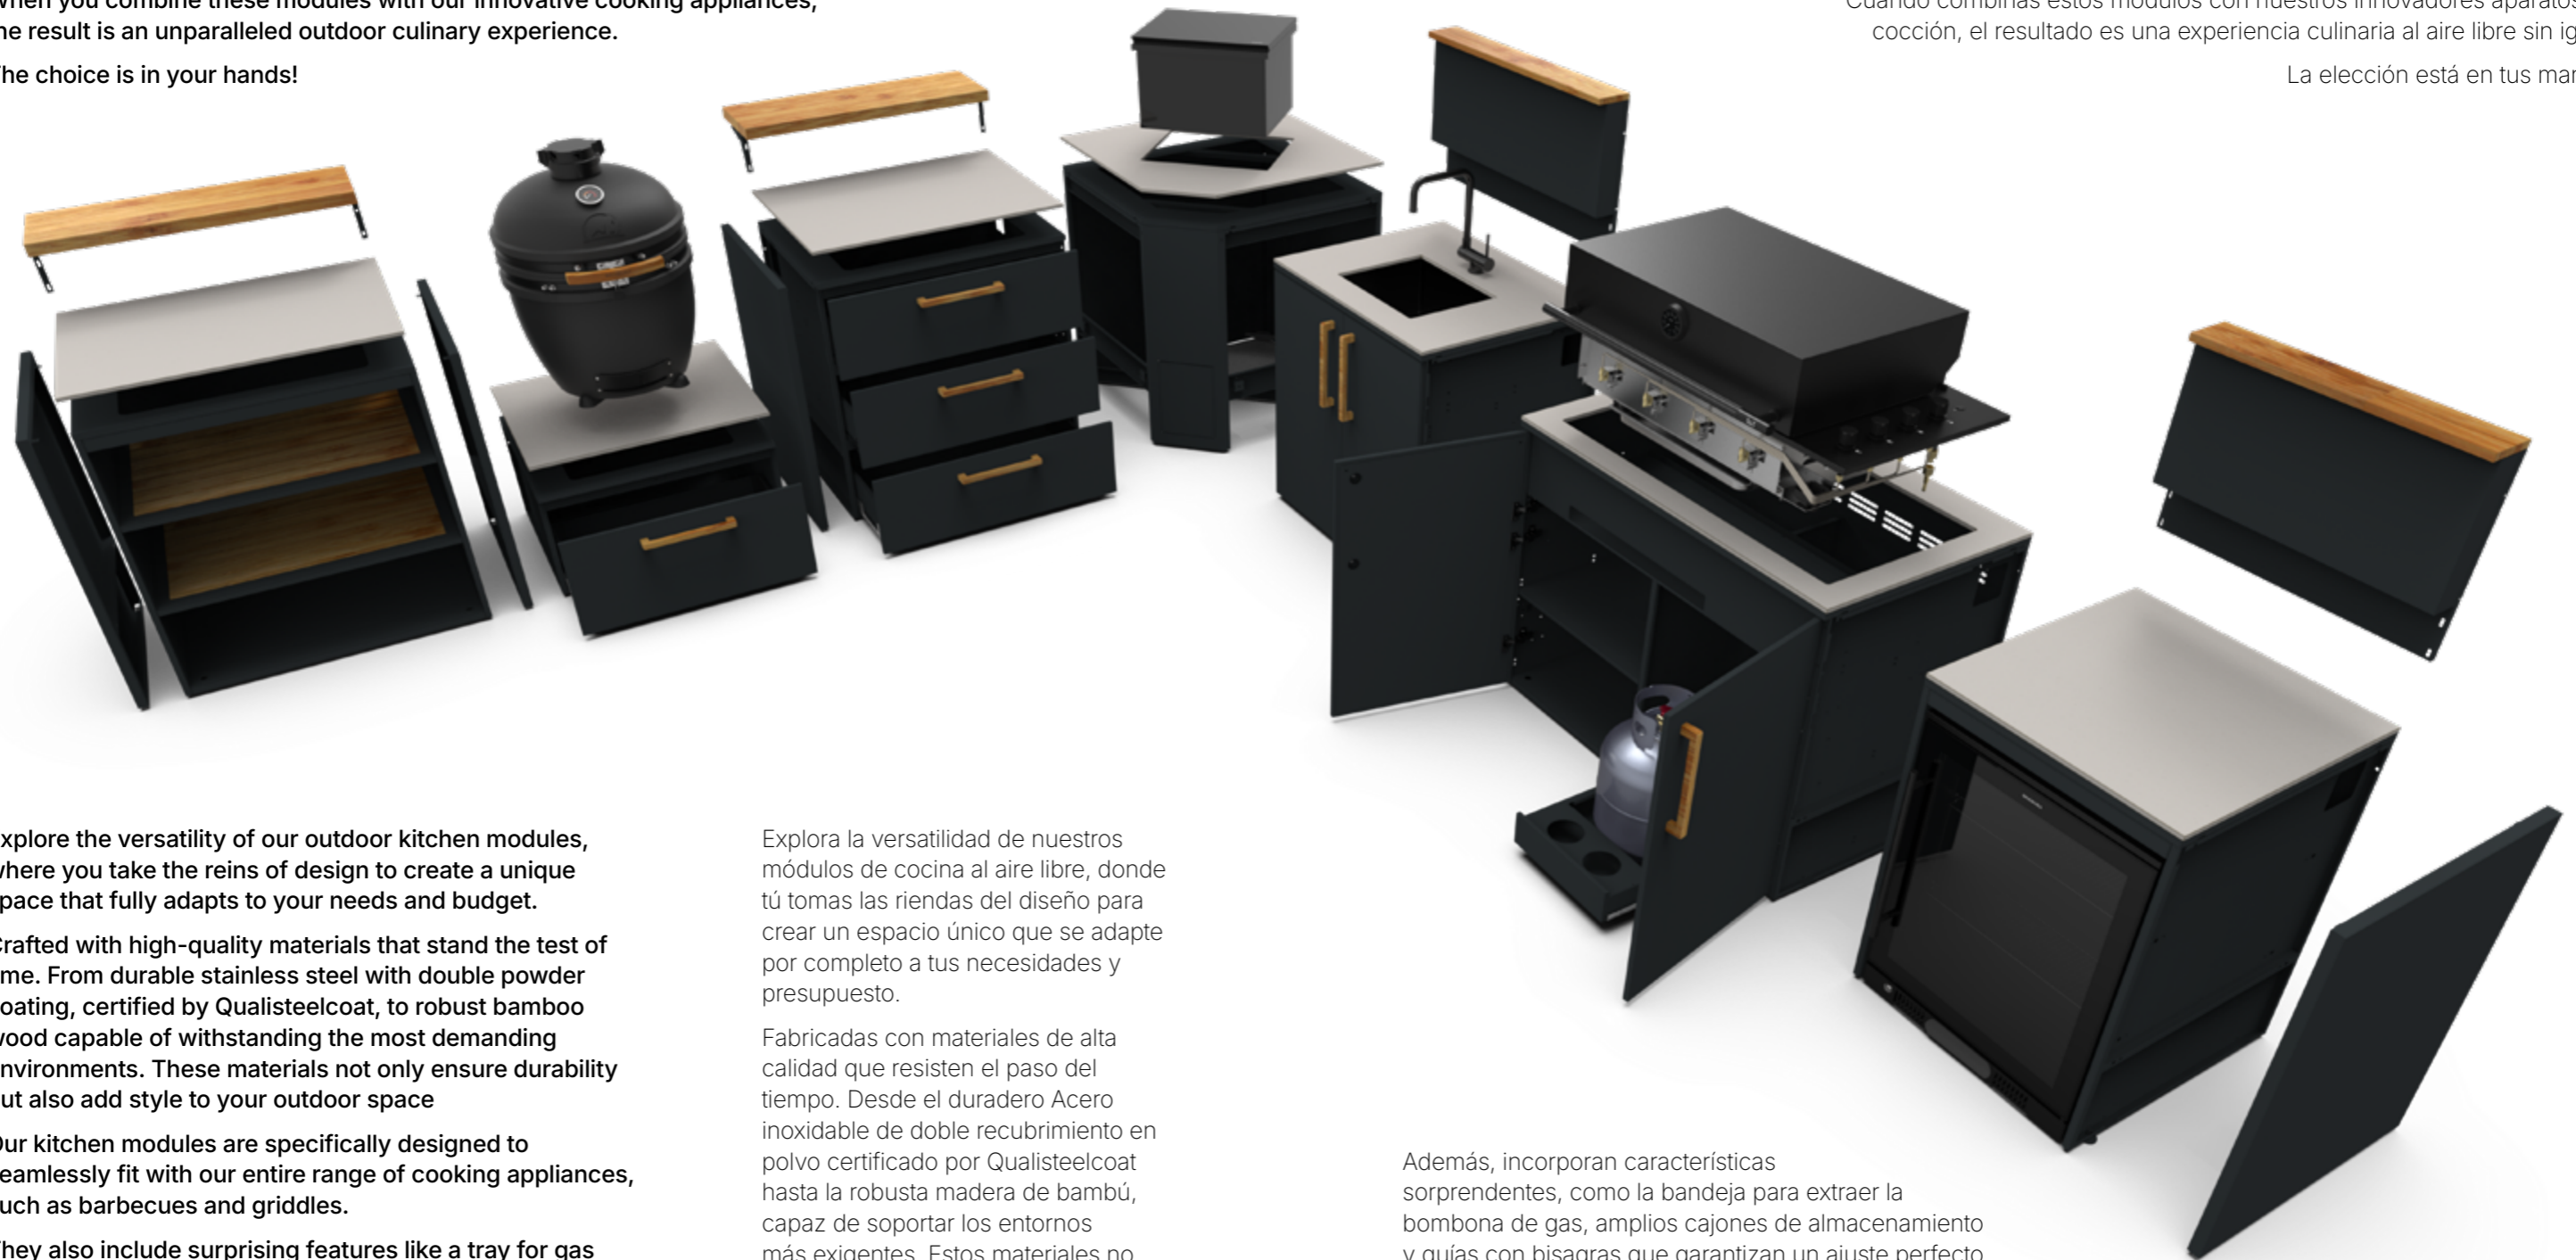 When you combine these modules with our innovative cooking appliances,
the result is an unparalleled outdoor culinary experience.
The choice is in your hands!
Cuando combinas estos módulos con nuestros innovadores aparatos
cocción, el resultado es una experiencia culinaria al aire libre sin
La elección está en tus
Explore the versatility of our outdoor kitchen modules,
where you take the reins of design to create a unique
space that fully adapts to your needs and budget.
Crafted with high-quality materials that stand the test of
time. From durable stainless steel with double powder
coating, certified by Qualisteelcoat, to robust bamboo
wood capable of withstanding the most demanding
environments. These materials not only ensure durability
but also add style to your outdoor space
Our kitchen modules are specifically designed to
seamlessly fit with our entire range of cooking appliances,
such as barbecues and griddles.
They also include surprising features like a tray for gas
Explora la versatilidad de nuestros
módulos de cocina al aire libre, donde
tú tomas las riendas del diseño para
crear un espacio único que se adapte
por completo a tus necesidades y
presupuesto.
Fabricadas con materiales de alta
calidad que resisten el paso del
tiempo. Desde el duradero Acero
inoxidable de doble recubrimiento en
polvo certificado por Qualisteelcoat
hasta la robusta madera de bambú,
capaz de soportar los entornos
más exigentes. Estos materiales no
Además, incorporan características
sorprendentes, como la bandeja para extraer la
bombona de gas, amplios cajones de almacenamiento
y guías con bisagras que garantizan un ajuste perfecto